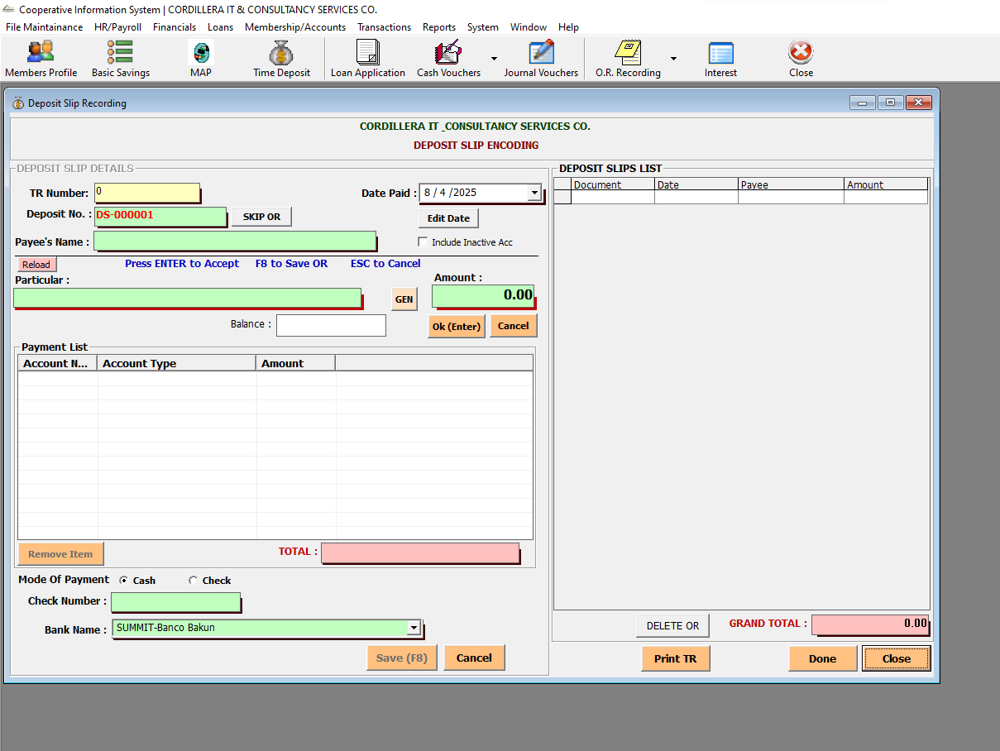 Cooperative Information System | CORDILLERA IT & CONSULTANCY SERVICES CO.
File Maintainance HR/Payroll Financials Loans Membership/Accounts Transactions Reports System Window Help
Members Profile Basic Savings MAP Time Deposit Loan Application Cash Vouchers Journal Vouchers O.R. Recording Interest Close
Deposit Slip Recording
CORDILLERA IT _CONSULTANCY SERVICES CO.
DEPOSIT SLIP ENCODING
DEPOSIT SLIP DETAILS
TR Number: 0
Date Paid : 8 / 4 /2025
Deposit No. : DS-000001 SKIP OR
Edit Date
Payee's Name :
Include Inactive Acc
Reload Press ENTER to Accept F8 to Save OR ESC to Cancel
Particular :
Amount :
GEN
0.00
Balance :
Ok (Enter) Cancel
Payment List
Account N... Account Type Amount
Remove Item
TOTAL :
Mode Of Payment Cash Check
Check Number :
Bank Name : SUMMIT-Banco Bakun
Save (F8) Cancel
DEPOSIT SLIPS LIST
Document Date Payee Amount
DELETE OR GRAND TOTAL : 0.00
Print TR Done Close